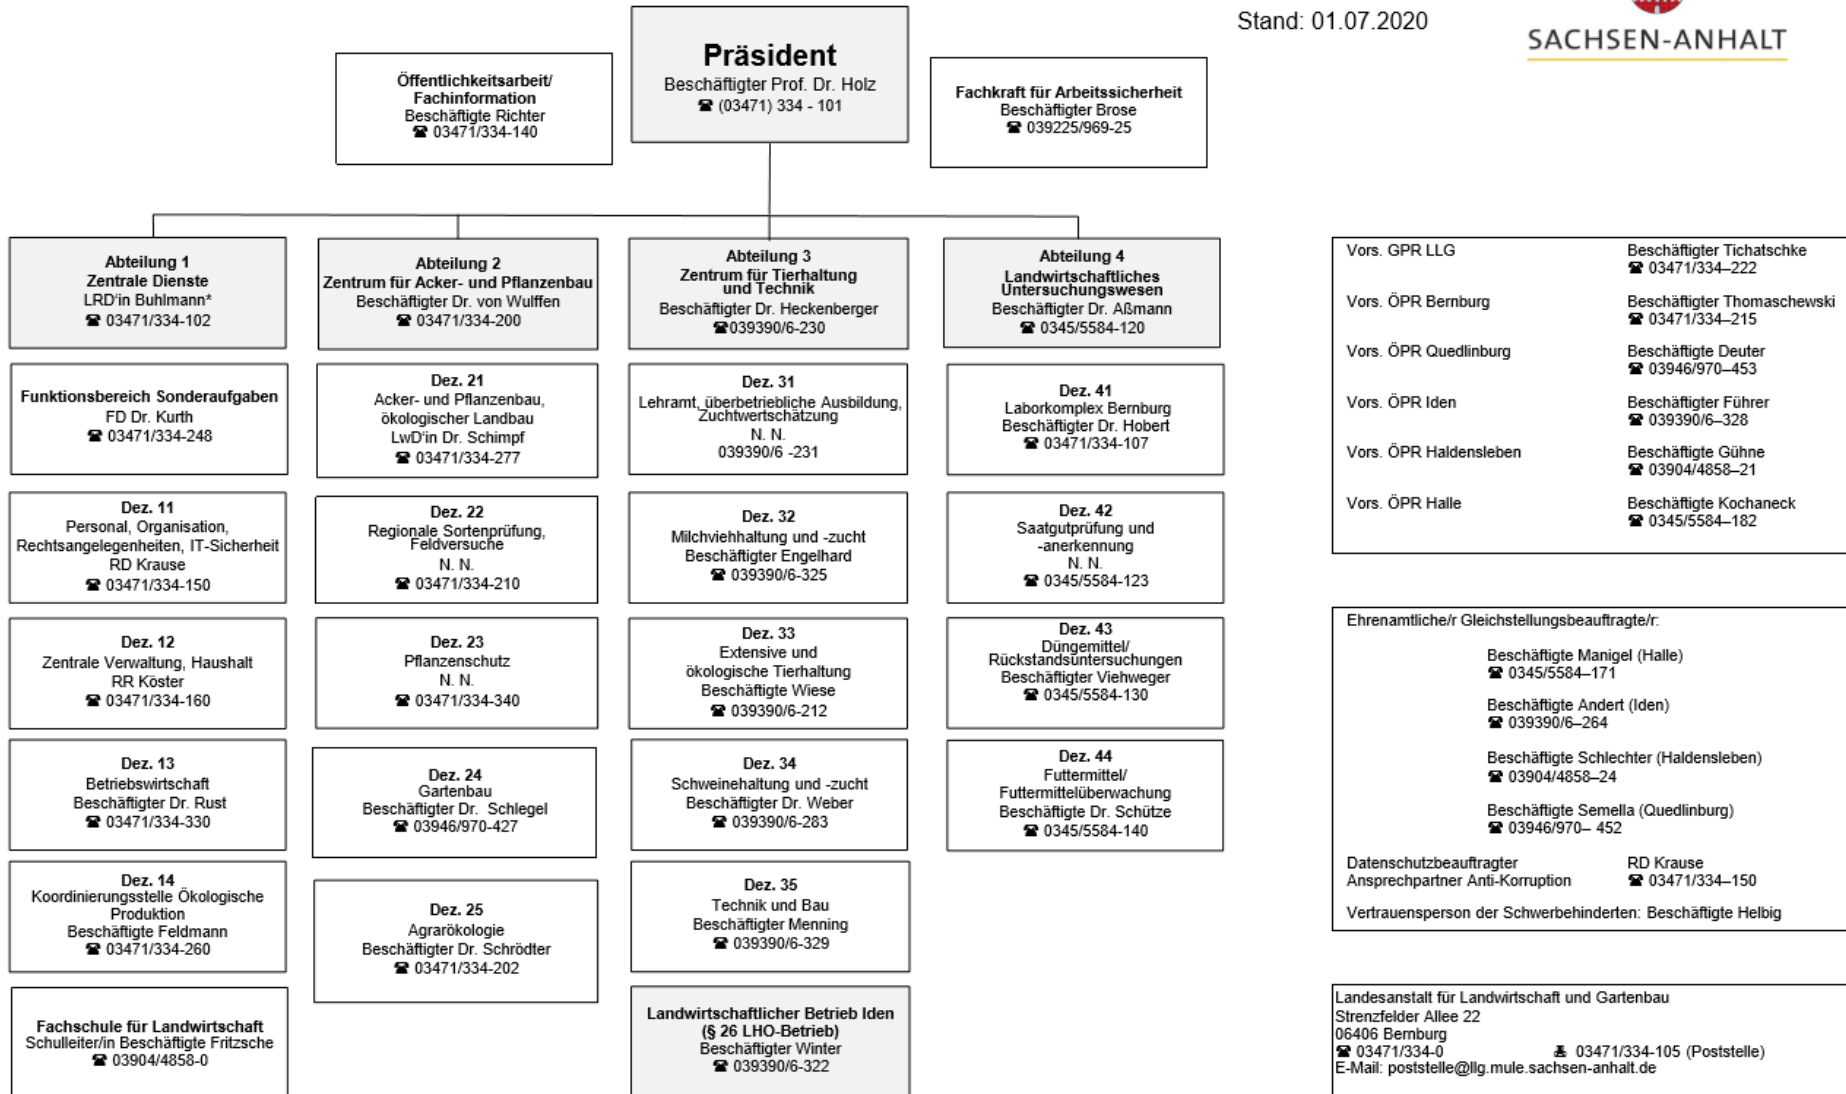 Stand: 01.07.2020
SACHSEN-ANHALT
Präsident
Beschäftigter Prof. Dr. Holz
☎ (03471) 334 - 101
Öffentlichkeitsarbeit/
Fachinformation
Beschäftigte Richter
☎ 03471/334-140
Fachkraft für Arbeitssicherheit
Beschäftigter Brose
☎ 039225/969-25
Abteilung 1
Zentrale Dienste
LRD'in Buhlmann*
☎ 03471/334-102
Funktionsbereich Sonderaufgaben
FD Dr. Kurth
☎ 03471/334-248
Dez. 11
Personal, Organisation,
Rechtsangelegenheiten, IT-Sicherheit
RD Krause
☎ 03471/334-150
Dez. 12
Zentrale Verwaltung, Haushalt
RR Köster
☎ 03471/334-160
Dez. 13
Betriebswirtschaft
Beschäftigter Dr. Rust
☎ 03471/334-330
Dez. 14
Koordinierungsstelle Ökologische
Produktion
Beschäftigte Feldmann
☎ 03471/334-260
Fachschule für Landwirtschaft
Schulleiter/in Beschäftigte Fritzsche
☎ 03904/4858-0
Abteilung 2
Zentrum für Acker- und Pflanzenbau
Beschäftigter Dr. von Wulffen
☎ 03471/334-200
Dez. 21
Acker- und Pflanzenbau,
ökologischer Landbau
LwD'in Dr. Schimpf
☎ 03471/334-277
Dez. 22
Regionale Sortenprüfung,
Feldversuche
N. N.
☎ 03471/334-210
Dez. 23
Pflanzenschutz
N. N.
☎ 03471/334-340
Dez. 24
Gartenbau
Beschäftigter Dr. Schlegel
☎ 03946/970-427
Dez. 25
Agrarökologie
Beschäftigter Dr. Schrödter
☎ 03471/334-202
Abteilung 3
Zentrum für Tierhaltung
und Technik
Beschäftigter Dr. Heckenberger
☎039390/6-230
Dez. 31
Lehramt, überbetriebliche Ausbildung,
Zuchtwertschätzung
N. N.
039390/6 -231
Dez. 32
Milchviehhaltung und -zucht
Beschäftigter Engelhard
☎ 039390/6-325
Dez. 33
Extensive und
ökologische Tierhaltung
Beschäftigte Wiese
☎ 039390/6-212
Dez. 34
Schweinehaltung und -zucht
Beschäftigter Dr. Weber
☎ 039390/6-283
Dez. 35
Technik und Bau
Beschäftigter Menning
☎ 039390/6-329
Landwirtschaftlicher Betrieb Iden
(§ 26 LHO-Betrieb)
Beschäftigter Winter
☎ 039390/6-322
Abteilung 4
Landwirtschaftliches
Untersuchungswesen
Beschäftigter Dr. Aßmann
☎ 0345/5584-120
Dez. 41
Laborkomplex Bernburg
Beschäftigter Dr. Hobert
☎ 03471/334-107
Dez. 42
Saatgutprüfung und
-anerkennung
N. N.
☎ 0345/5584-123
Dez. 43
Düngemittel/
Rückstandsuntersuchungen
Beschäftigter Viehweger
☎ 0345/5584-130
Dez. 44
Futtermittel/
Futtermittelüberwachung
Beschäftigte Dr. Schütze
☎ 0345/5584-140
Vors. GPR LLG Beschäftigter Tichatschke
☎ 03471/334–222
Vors. ÖPR Bernburg Beschäftigter Thomaschewski
☎ 03471/334–215
Vors. ÖPR Quedlinburg Beschäftigte Deuter
☎ 03946/970–453
Vors. ÖPR Iden Beschäftigter Führer
☎ 039390/6–328
Vors. ÖPR Haldensleben Beschäftigte Gühne
☎ 03904/4858–21
Vors. ÖPR Halle Beschäftigte Kochaneck
☎ 0345/5584–182
Ehrenamtliche/r Gleichstellungsbeauftragte/r:
Beschäftigte Manigel (Halle)
☎ 0345/5584–171
Beschäftigte Andert (Iden)
☎ 039390/6–264
Beschäftigte Schlechter (Haldensleben)
☎ 03904/4858–24
Beschäftigte Semella (Quedlinburg)
☎ 03946/970– 452
Datenschutzbeauftragter RD Krause
Ansprechpartner Anti-Korruption ☎ 03471/334–150
Vertrauensperson der Schwerbehinderten: Beschäftigte Helbig
Landesanstalt für Landwirtschaft und Gartenbau
Strenzfelder Allee 22
06406 Bernburg
☎ 03471/334-0 03471/334-105 (Poststelle)
E-Mail: poststelle@llg.mule.sachsen-anhalt.de